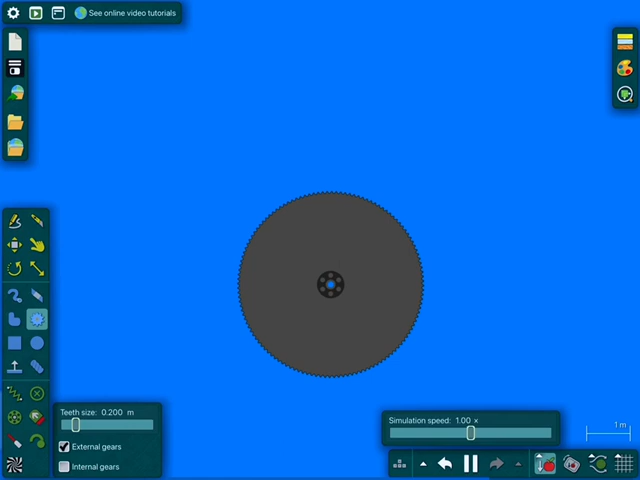 See online video tutorials
Teeth size: 0.200 m
External gears
Internal gears
Simulation speed: 1.00 x
1 m